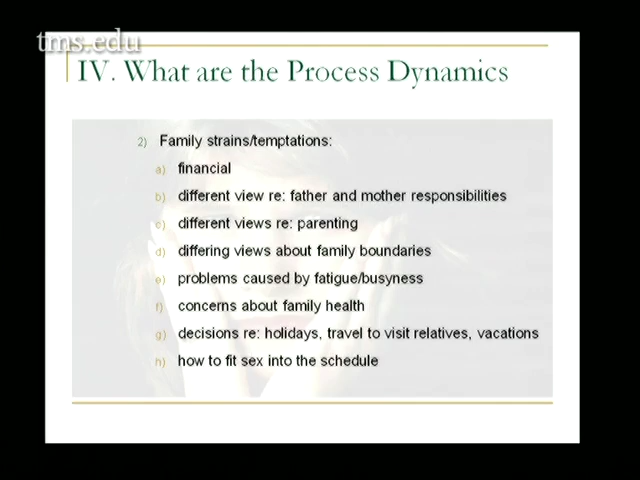 tms.edu
IV. What are the Process Dynamics
2) Family strains/temptations:
a) financial
b) different view re: father and mother responsibilities
c) different views re: parenting
d) differing views about family boundaries
e) problems caused by fatigue/busyness
f) concerns about family health
g) decisions re: holidays, travel to visit relatives, vacations
h) how to fit sex into the schedule